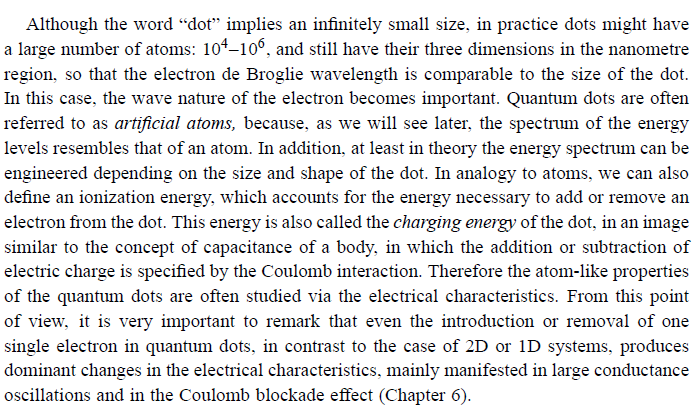 Although the word “dot” implies an infinitely small size, in practice dots might have
a large number of atoms: 10⁴–10⁶, and still have their three dimensions in the nanometre
region, so that the electron de Broglie wavelength is comparable to the size of the dot.
In this case, the wave nature of the electron becomes important. Quantum dots are often
referred to as artificial atoms, because, as we will see later, the spectrum of the energy
levels resembles that of an atom. In addition, at least in theory the energy spectrum can be
engineered depending on the size and shape of the dot. In analogy to atoms, we can also
define an ionization energy, which accounts for the energy necessary to add or remove an
electron from the dot. This energy is also called the charging energy of the dot, in an image
similar to the concept of capacitance of a body, in which the addition or subtraction of
electric charge is specified by the Coulomb interaction. Therefore the atom-like properties
of the quantum dots are often studied via the electrical characteristics. From this point
of view, it is very important to remark that even the introduction or removal of one
single electron in quantum dots, in contrast to the case of 2D or 1D systems, produces
dominant changes in the electrical characteristics, mainly manifested in large conductance
oscillations and in the Coulomb blockade effect (Chapter 6).